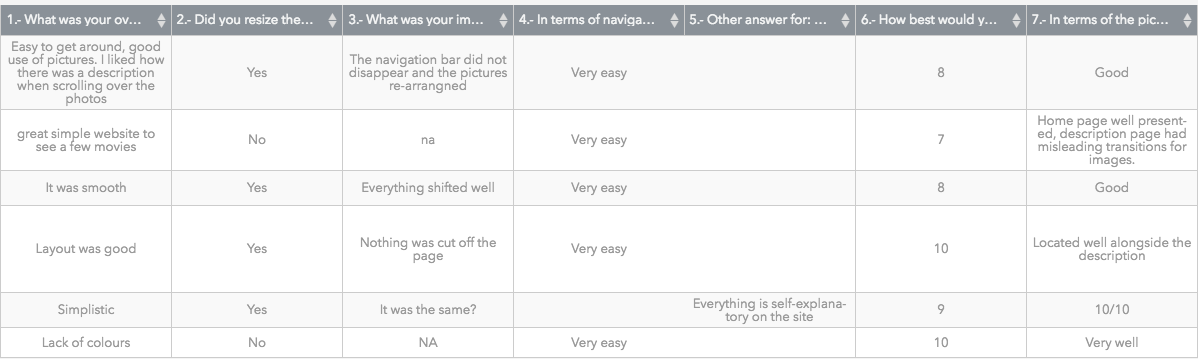 1.- What was your ov...
2.- Did you resize the...
3.- What was your im...
4.- In terms of naviga...
5.- Other answer for: ...
6.- How best would y...
7.- In terms of the pic...
Easy to get around, good
use of pictures. I liked how
there was a description
when scrolling over the
photos
Yes
The navigation bar did not
disappear and the pictures
re-arrangned
Very easy
8
Good
great simple website to
see a few movies
No
na
Very easy
7
Home page well present-
ed, description page had
misleading transitions for
images.
It was smooth
Yes
Everything shifted well
Very easy
8
Good
Layout was good
Yes
Nothing was cut off the
page
Very easy
10
Located well alongside the
description
Simplistic
Yes
It was the same?
Everything is self-explana-
tory on the site
9
10/10
Lack of colours
No
NA
Very easy
10
Very well